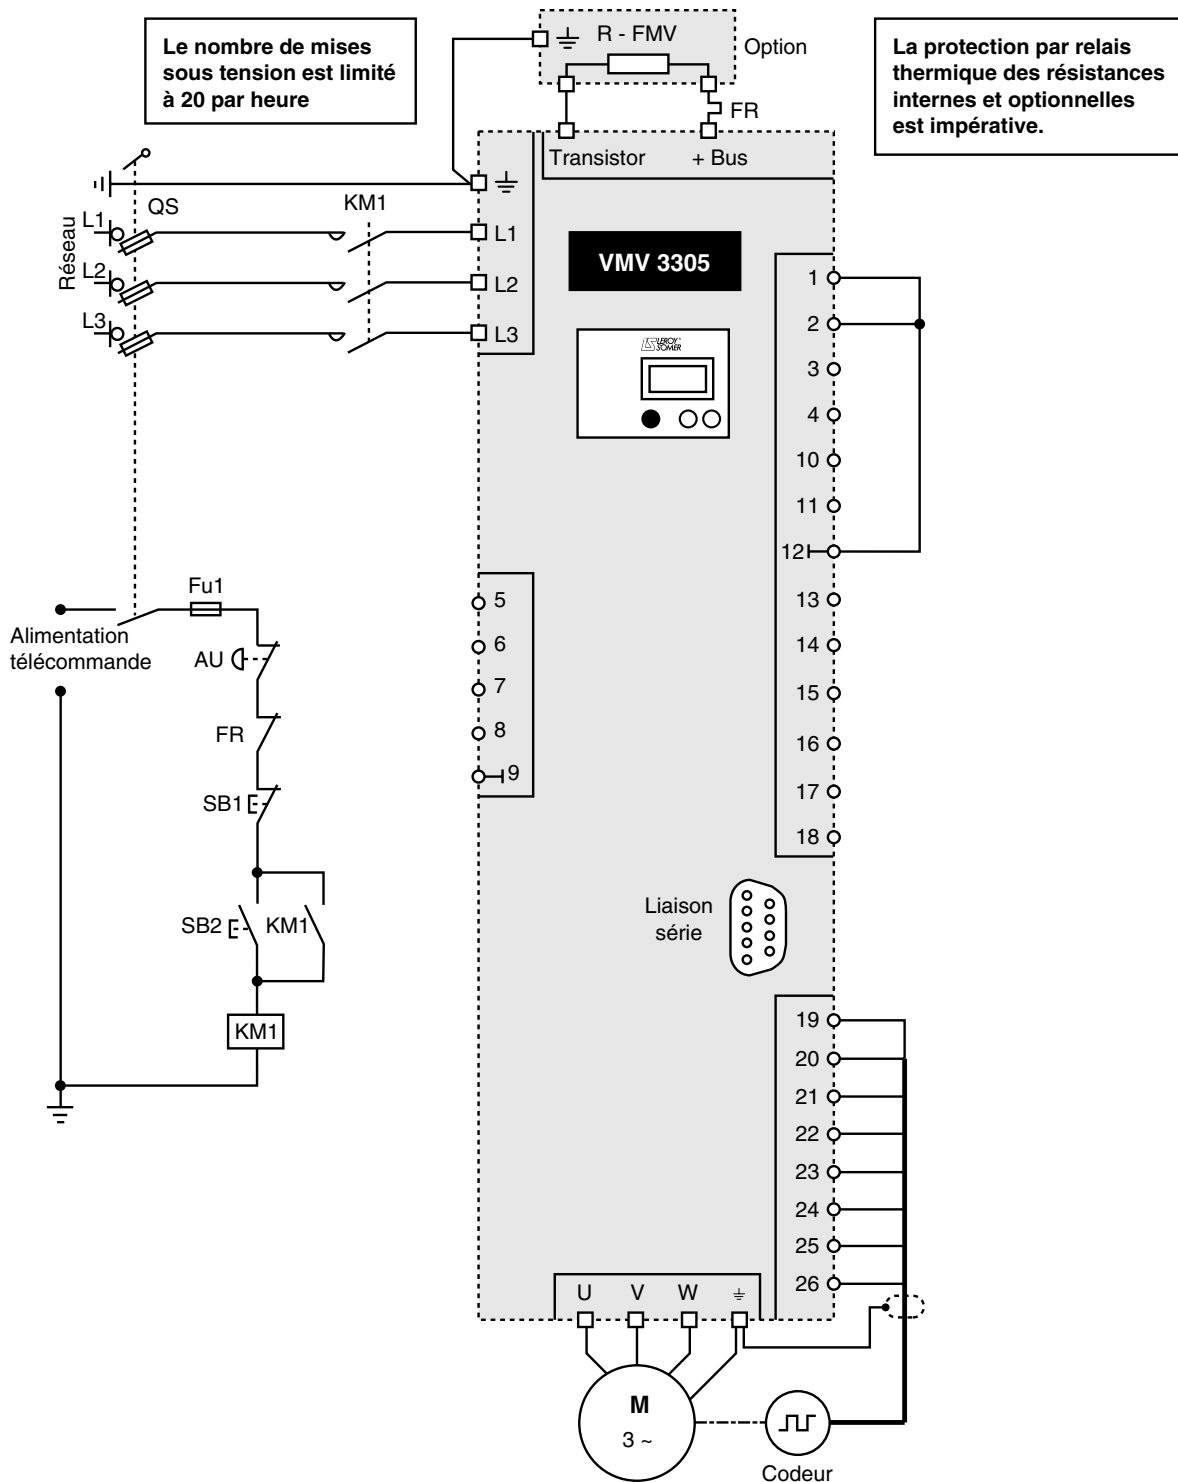 Le nombre de mises
sous tension est limité
à 20 par heure
R - FMV
Option
La protection par relais
thermique des résistances
internes et optionnelles
est impérative.
FR
Transistor
+ Bus
QS
KM1
Réseau
L1
L2
L3
L1
L2
L3
VMV 3305
LEROY
SOMER
1
2
3
4
10
11
12
13
14
15
16
17
18
Alimentation
télécommande
Fu1
AU
FR
SB1
SB2
KM1
KM1
5
6
7
8
9
Liaison
série
19
20
21
22
23
24
25
26
U
V
W
M
3 ~
Codeur